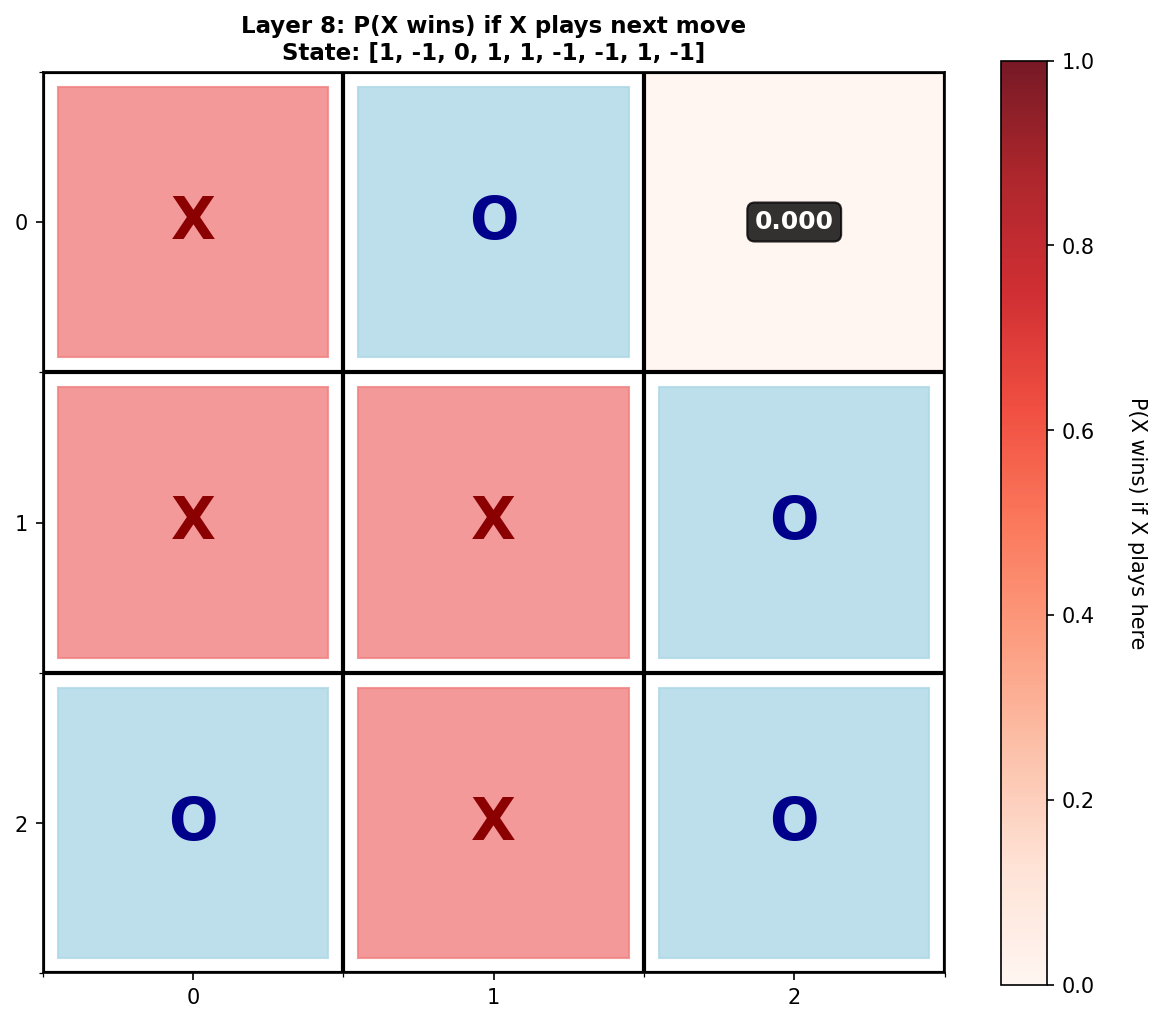 Layer 8: P(X wins) if X plays next move
State: [1, -1, 0, 1, 1, -1, -1, 1, -1]
0 X O 0.000
1 X X O
2 O X O
0 1 2
1.0
0.8
0.6
0.4
0.2
0.0
P(X wins) if X plays here